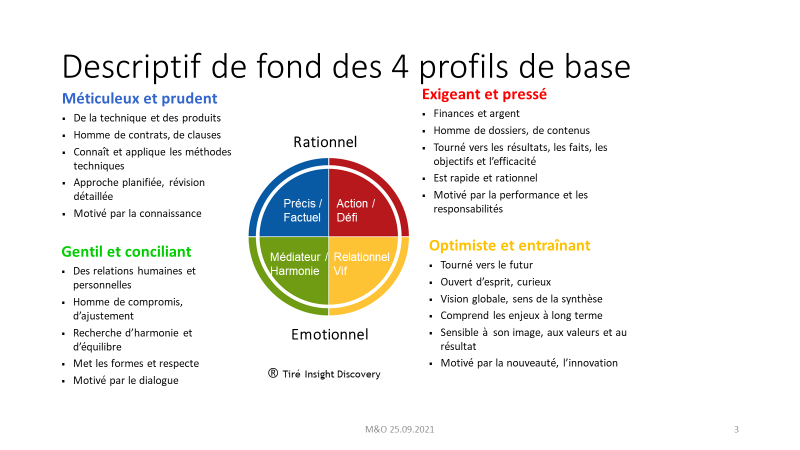 Descriptif de fond des 4 profils de base
Méticuleux et prudent
▪ De la technique et des produits
▪ Homme de contrats, de clauses
▪ Connaît et applique les méthodes
techniques
▪ Approche planifiée, révision
détaillée
▪ Motivé par la connaissance
Gentil et conciliant
▪ Des relations humaines et
personnelles
▪ Homme de compromis,
d’ajustement
▪ Recherche d’harmonie et
d’équilibre
▪ Met les formes et respecte
▪ Motivé par le dialogue
Rationnel
Précis /
Factuel
Action /
Défi
Médiateur /
Harmonie
Relationnel
Vif
Emotionnel
® Tiré Insight Discovery
Exigeant et pressé
▪ Finances et argent
▪ Homme de dossiers, de contenus
▪ Tourné vers les résultats, les faits, les
objectifs et l’efficacité
▪ Est rapide et rationnel
▪ Motivé par la performance et les
responsabilités
Optimiste et entraînant
▪ Tourné vers le futur
▪ Ouvert d’esprit, curieux
▪ Vision globale, sens de la synthèse
▪ Comprend les enjeux à long terme
▪ Sensible à son image, aux valeurs et au
résultat
▪ Motivé par la nouveauté, l’innovation
M&O 25.09.2021
3